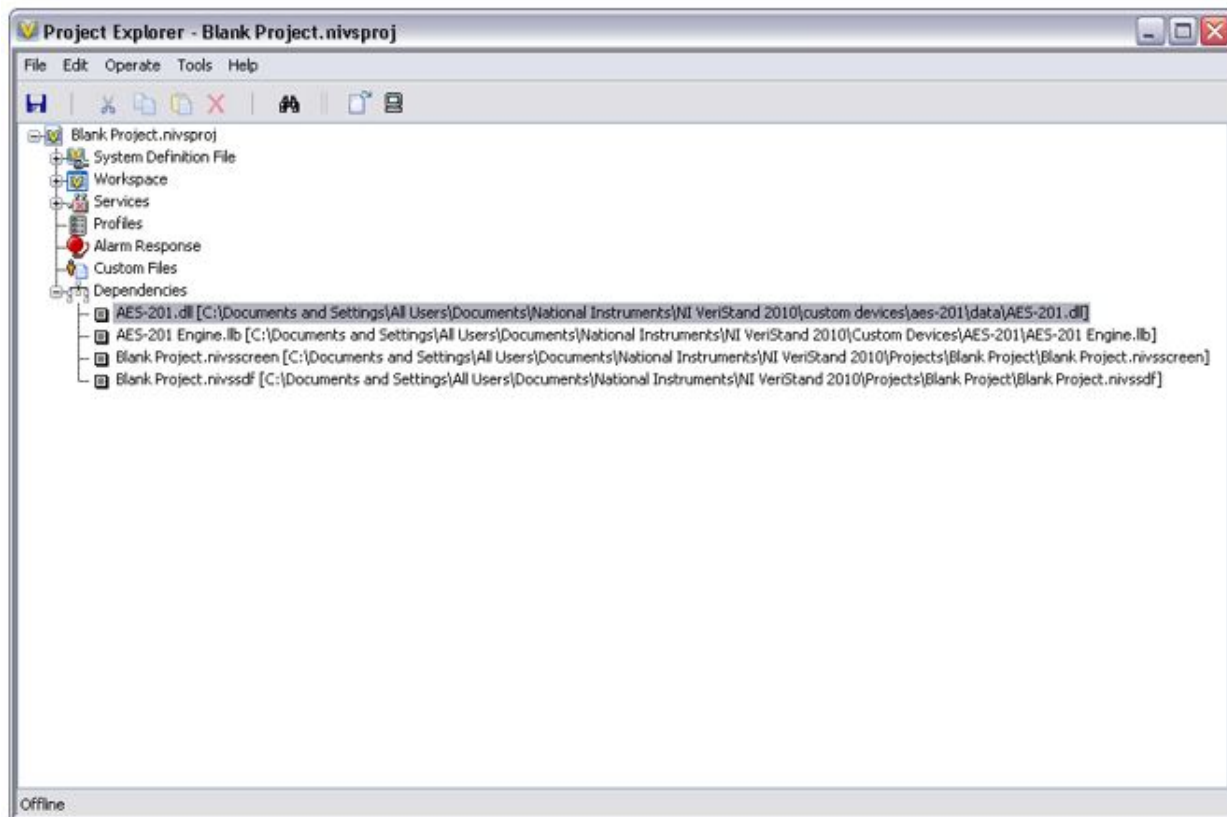 Project Explorer - Blank Project.nivsproj
File Edit Operate Tools Help
Blank Project.nivsproj
System Definition File
Workspace
Services
Profiles
Alarm Response
Custom Files
Dependencies
AES-201.dll [C:\Documents and Settings\All Users\Documents\National Instruments\NI VeriStand 2010\custom devices\aes-201\data\AES-201.dll]
AES-201 Engine.llb [C:\Documents and Settings\All Users\Documents\National Instruments\NI VeriStand 2010\Custom Devices\AES-201\AES-201 Engine.llb]
Blank Project.nivsscreen [C:\Documents and Settings\All Users\Documents\National Instruments\NI VeriStand 2010\Projects\Blank Project\Blank Project.nivsscreen]
Blank Project.nivssdf [C:\Documents and Settings\All Users\Documents\National Instruments\NI VeriStand 2010\Projects\Blank Project\Blank Project.nivssdf]
Offline